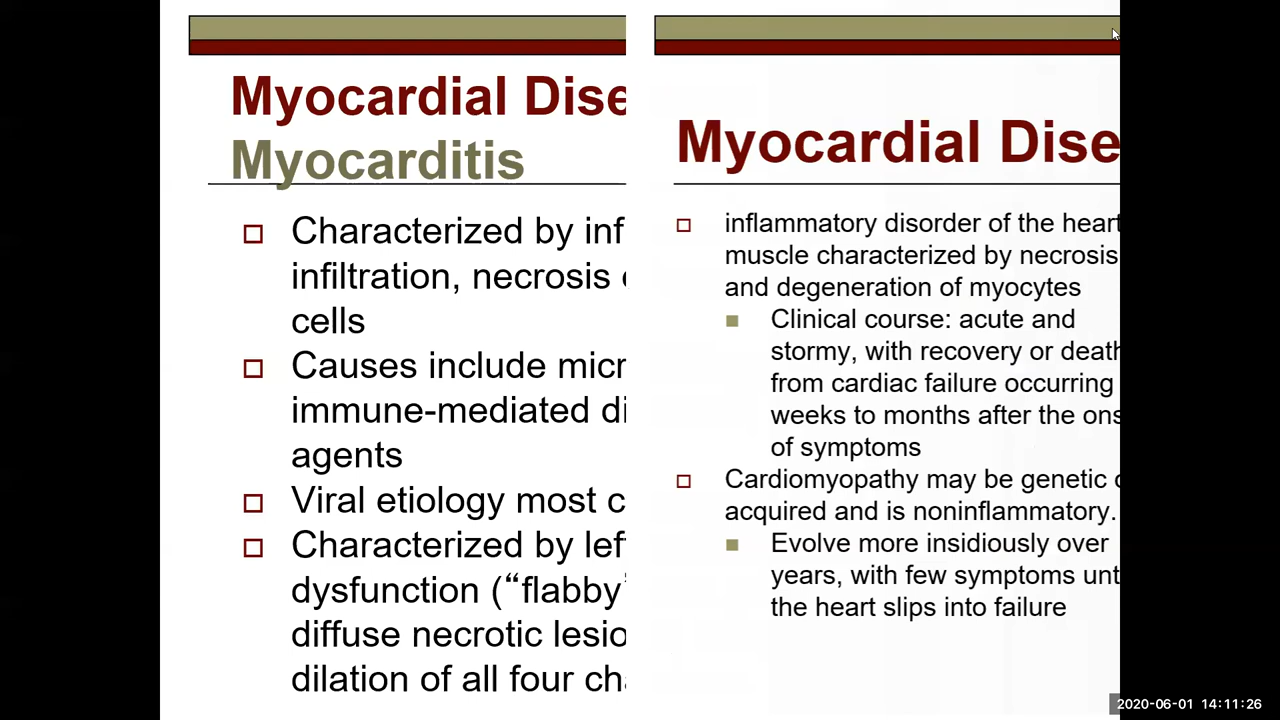 Myocardial Dise
Myocarditis
Characterized by inf
infiltration, necrosis
cells
Causes include micr
immune-mediated di
agents
Viral etiology most c
Characterized by lef
dysfunction (“flabby”
diffuse necrotic lesio
dilation of all four cha
Myocardial Dise
inflammatory disorder of the heart
muscle characterized by necrosis
and degeneration of myocytes
Clinical course: acute and
stormy, with recovery or death
from cardiac failure occurring
weeks to months after the ons
of symptoms
Cardiomyopathy may be genetic o
acquired and is noninflammatory.
Evolve more insidiously over
years, with few symptoms unt
the heart slips into failure
2020-06-01 14:11:26